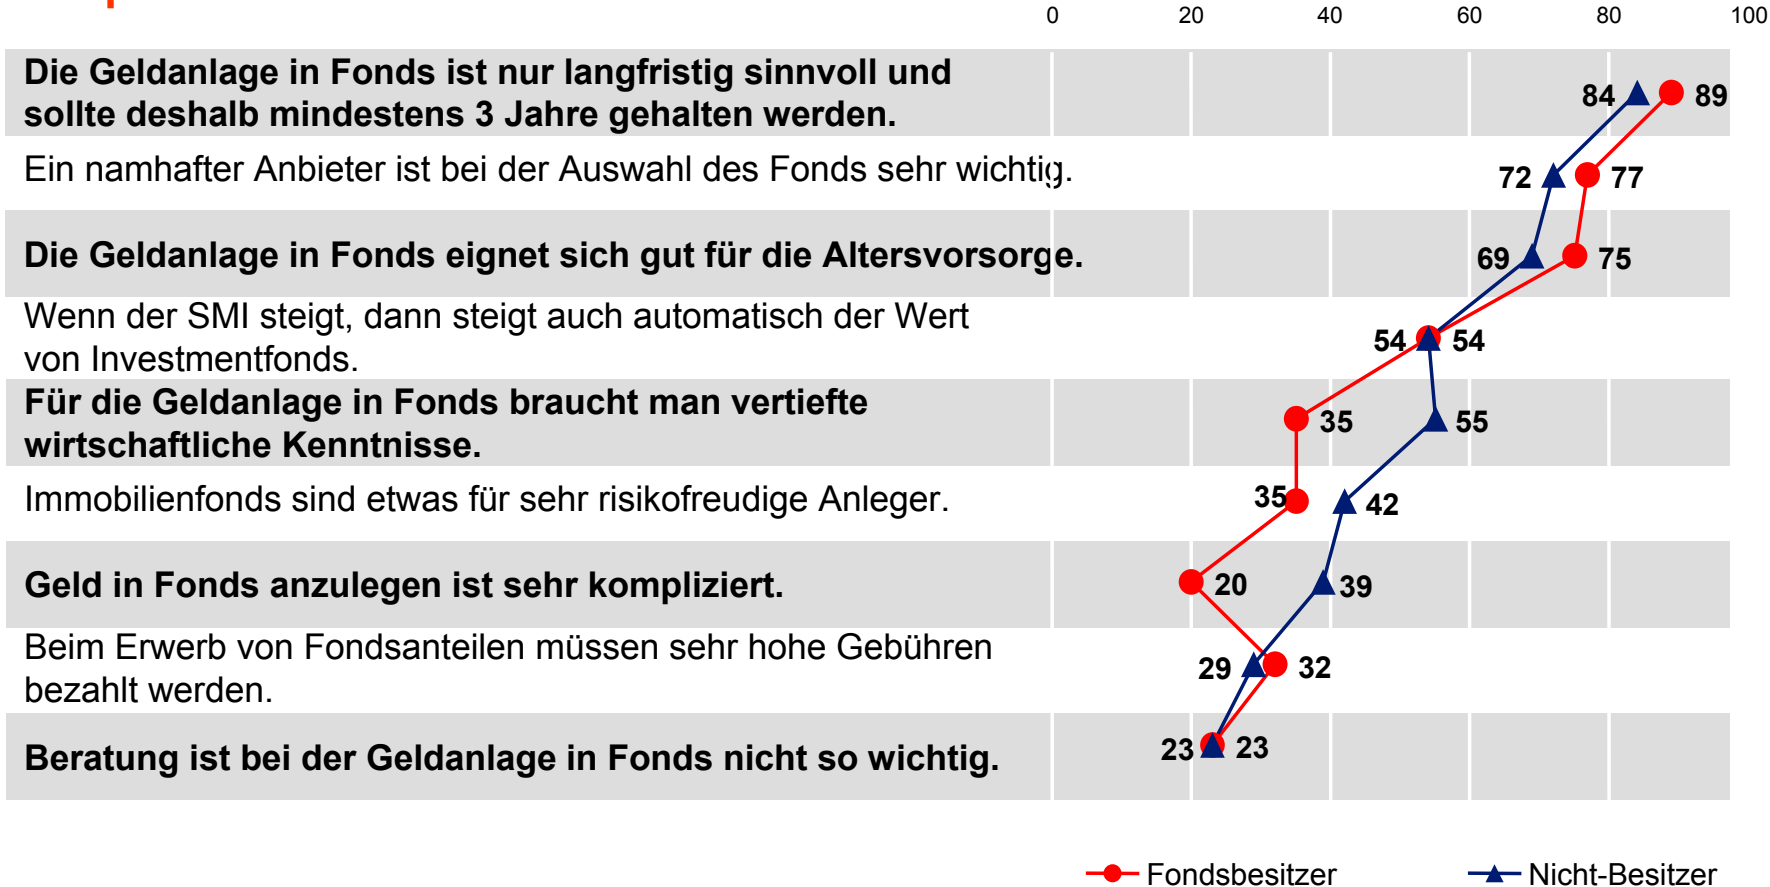 0 20 40 60 80 100
Die Geldanlage in Fonds ist nur langfristig sinnvoll und
sollte deshalb mindestens 3 Jahre gehalten werden.
84 89
Ein namhafter Anbieter ist bei der Auswahl des Fonds sehr wichtig.
72 77
Die Geldanlage in Fonds eignet sich gut für die Altersvorsorge.
69 75
Wenn der SMI steigt, dann steigt auch automatisch der Wert
von Investmentfonds.
54 54
Für die Geldanlage in Fonds braucht man vertiefte
wirtschaftliche Kenntnisse.
35 55
Immobilienfonds sind etwas für sehr risikofreudige Anleger.
35 42
Geld in Fonds anzulegen ist sehr kompliziert.
20 39
Beim Erwerb von Fondsanteilen müssen sehr hohe Gebühren
bezahlt werden.
29 32
Beratung ist bei der Geldanlage in Fonds nicht so wichtig.
23 23
Fondsbesitzer Nicht-Besitzer